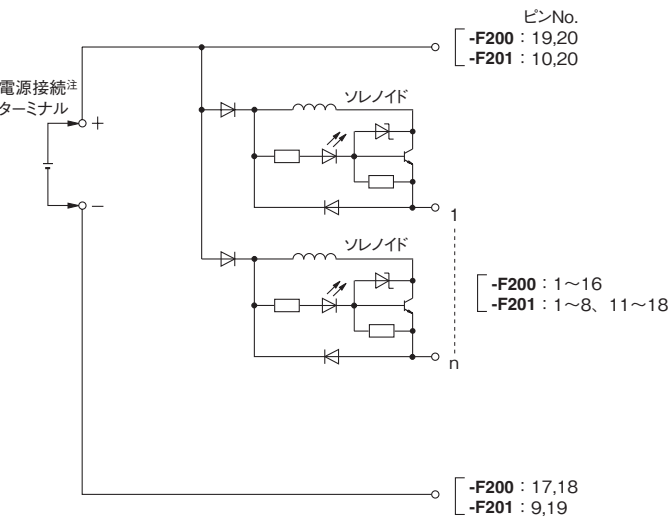 ピンNo.
-F200：19,20
-F201：10,20
電源接続注
ターミナル
+
−
ソレノイド
1
ソレノイド
n
-F200：1〜16
-F201：1〜8、11〜18
-F200：17,18
-F201：9,19